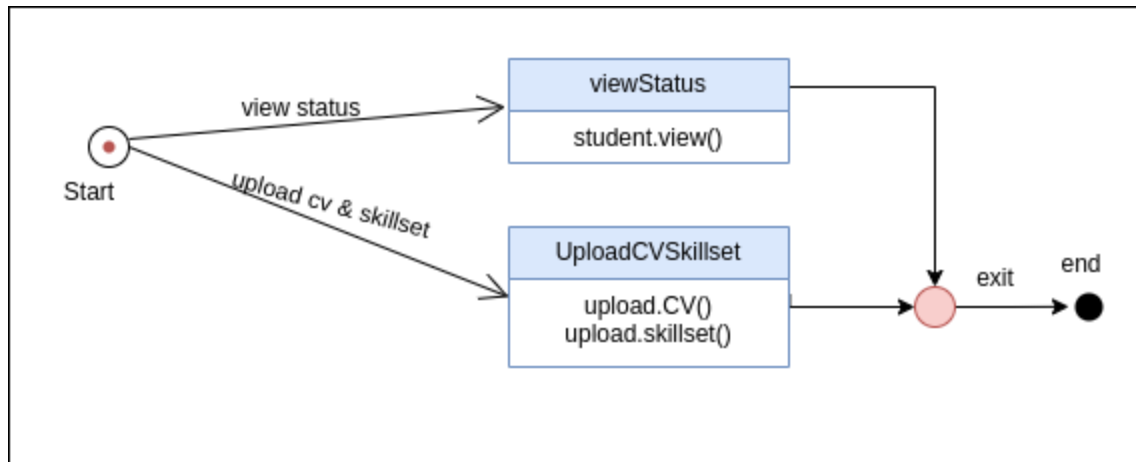 viewStatus
view status
student.view()
Start
upload cv & skillset
UploadCVSkillset
upload.CV()
upload.skillset()
exit
end